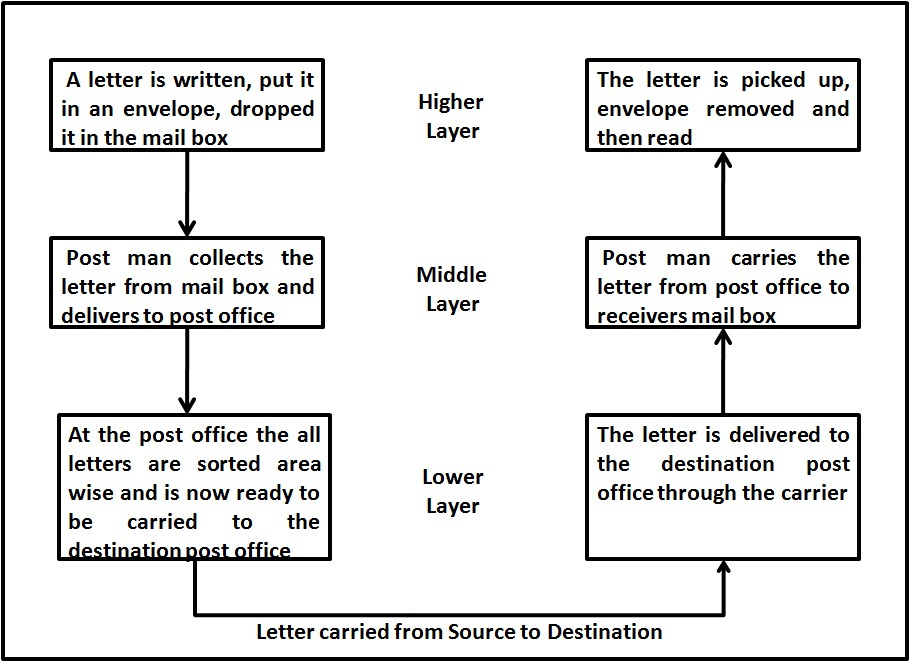 A letter is written, put it
in an envelope, dropped
it in the mail box
Higher
Layer
The letter is picked up,
envelope removed and
then read
Post man collects the
letter from mail box and
delivers to post office
Middle
Layer
Post man carries the
letter from post office to
receivers mail box
At the post office the all
letters are sorted area
wise and is now ready to
be carried to the
destination post office
Lower
Layer
The letter is delivered to
the destination post
office through the carrier
Letter carried from Source to Destination